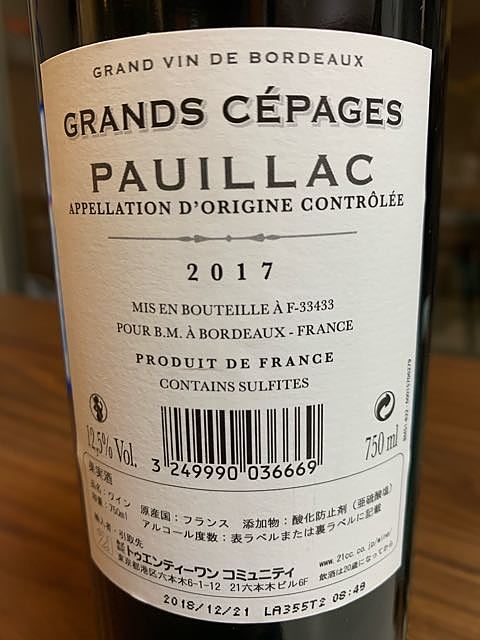 GRAND VIN DE BORDEAUX
GRANDS CÉPAGES
PAUILLAC
APPELLATION D'ORIGINE CONTRÔLÉE
2017
MIS EN BOUTEILLE À F-33433
POUR B.M. À BORDEAUX - FRANCE
PRODUIT DE FRANCE
CONTAINS SULFITES
12,5% Vol.
750 ml
3 249990 036669
果実酒
品名:ワイン
容量:750ml
原産国:フランス 添加物:酸化防止剤(亜硫酸塩)
アルコール度数:表ラベルまたは裏ラベルに記載
輸入者・引取先
トゥエンティーワン コミュニティ
東京都港区六本木6-1-12 21六本木ビル6F
www.21cc.co.jp/wine/
飲酒は20歳になってから
2018/12/21 LA355T2 08:48